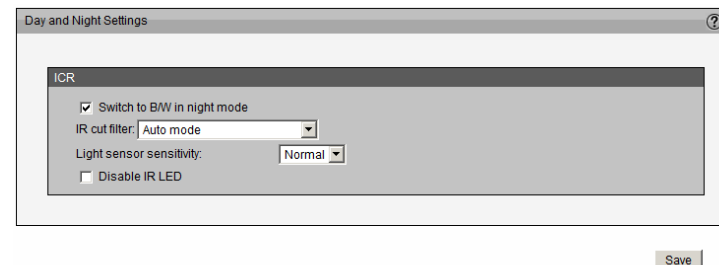 Day and Night Settings ?
ICR
Switch to B/W in night mode
IR cut filter: Auto mode
Light sensor sensitivity: Normal
Disable IR LED
Save